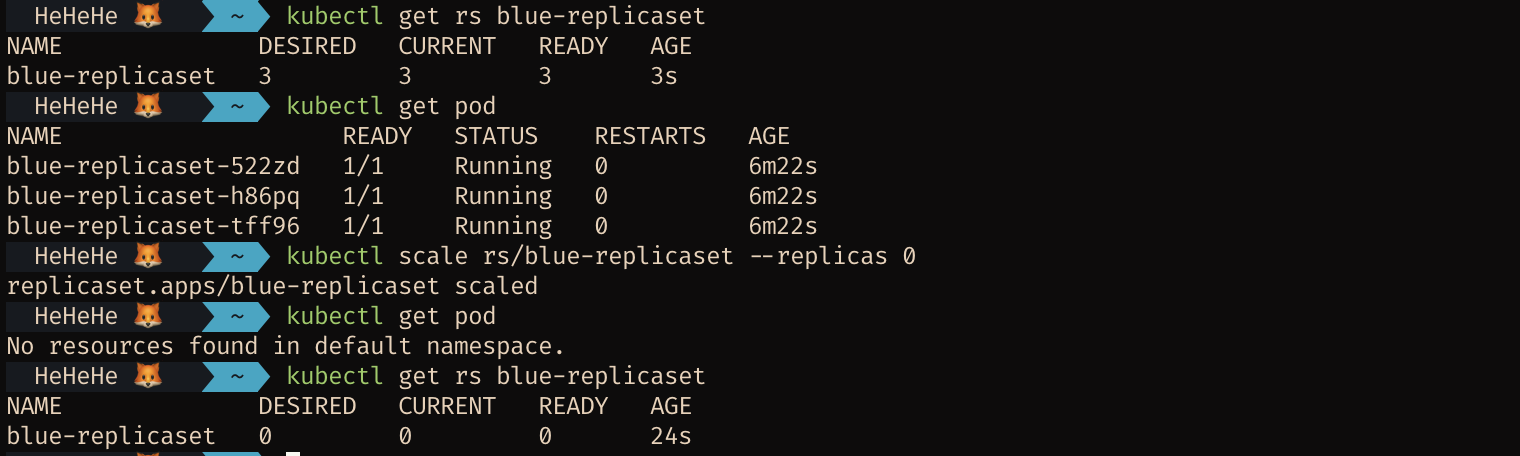 HeHeHe 🦊 ~ kubectl get rs blue-replicaset
NAME DESIRED CURRENT READY AGE
blue-replicaset 3 3 3 3s
HeHeHe 🦊 ~ kubectl get pod
NAME READY STATUS RESTARTS AGE
blue-replicaset-522zd 1/1 Running 0 6m22s
blue-replicaset-h86pq 1/1 Running 0 6m22s
blue-replicaset-tff96 1/1 Running 0 6m22s
HeHeHe 🦊 ~ kubectl scale rs/blue-replicaset --replicas 0
replicaset.apps/blue-replicaset scaled
HeHeHe 🦊 ~ kubectl get pod
No resources found in default namespace.
HeHeHe 🦊 ~ kubectl get rs blue-replicaset
NAME DESIRED CURRENT READY AGE
blue-replicaset 0 0 0 24s